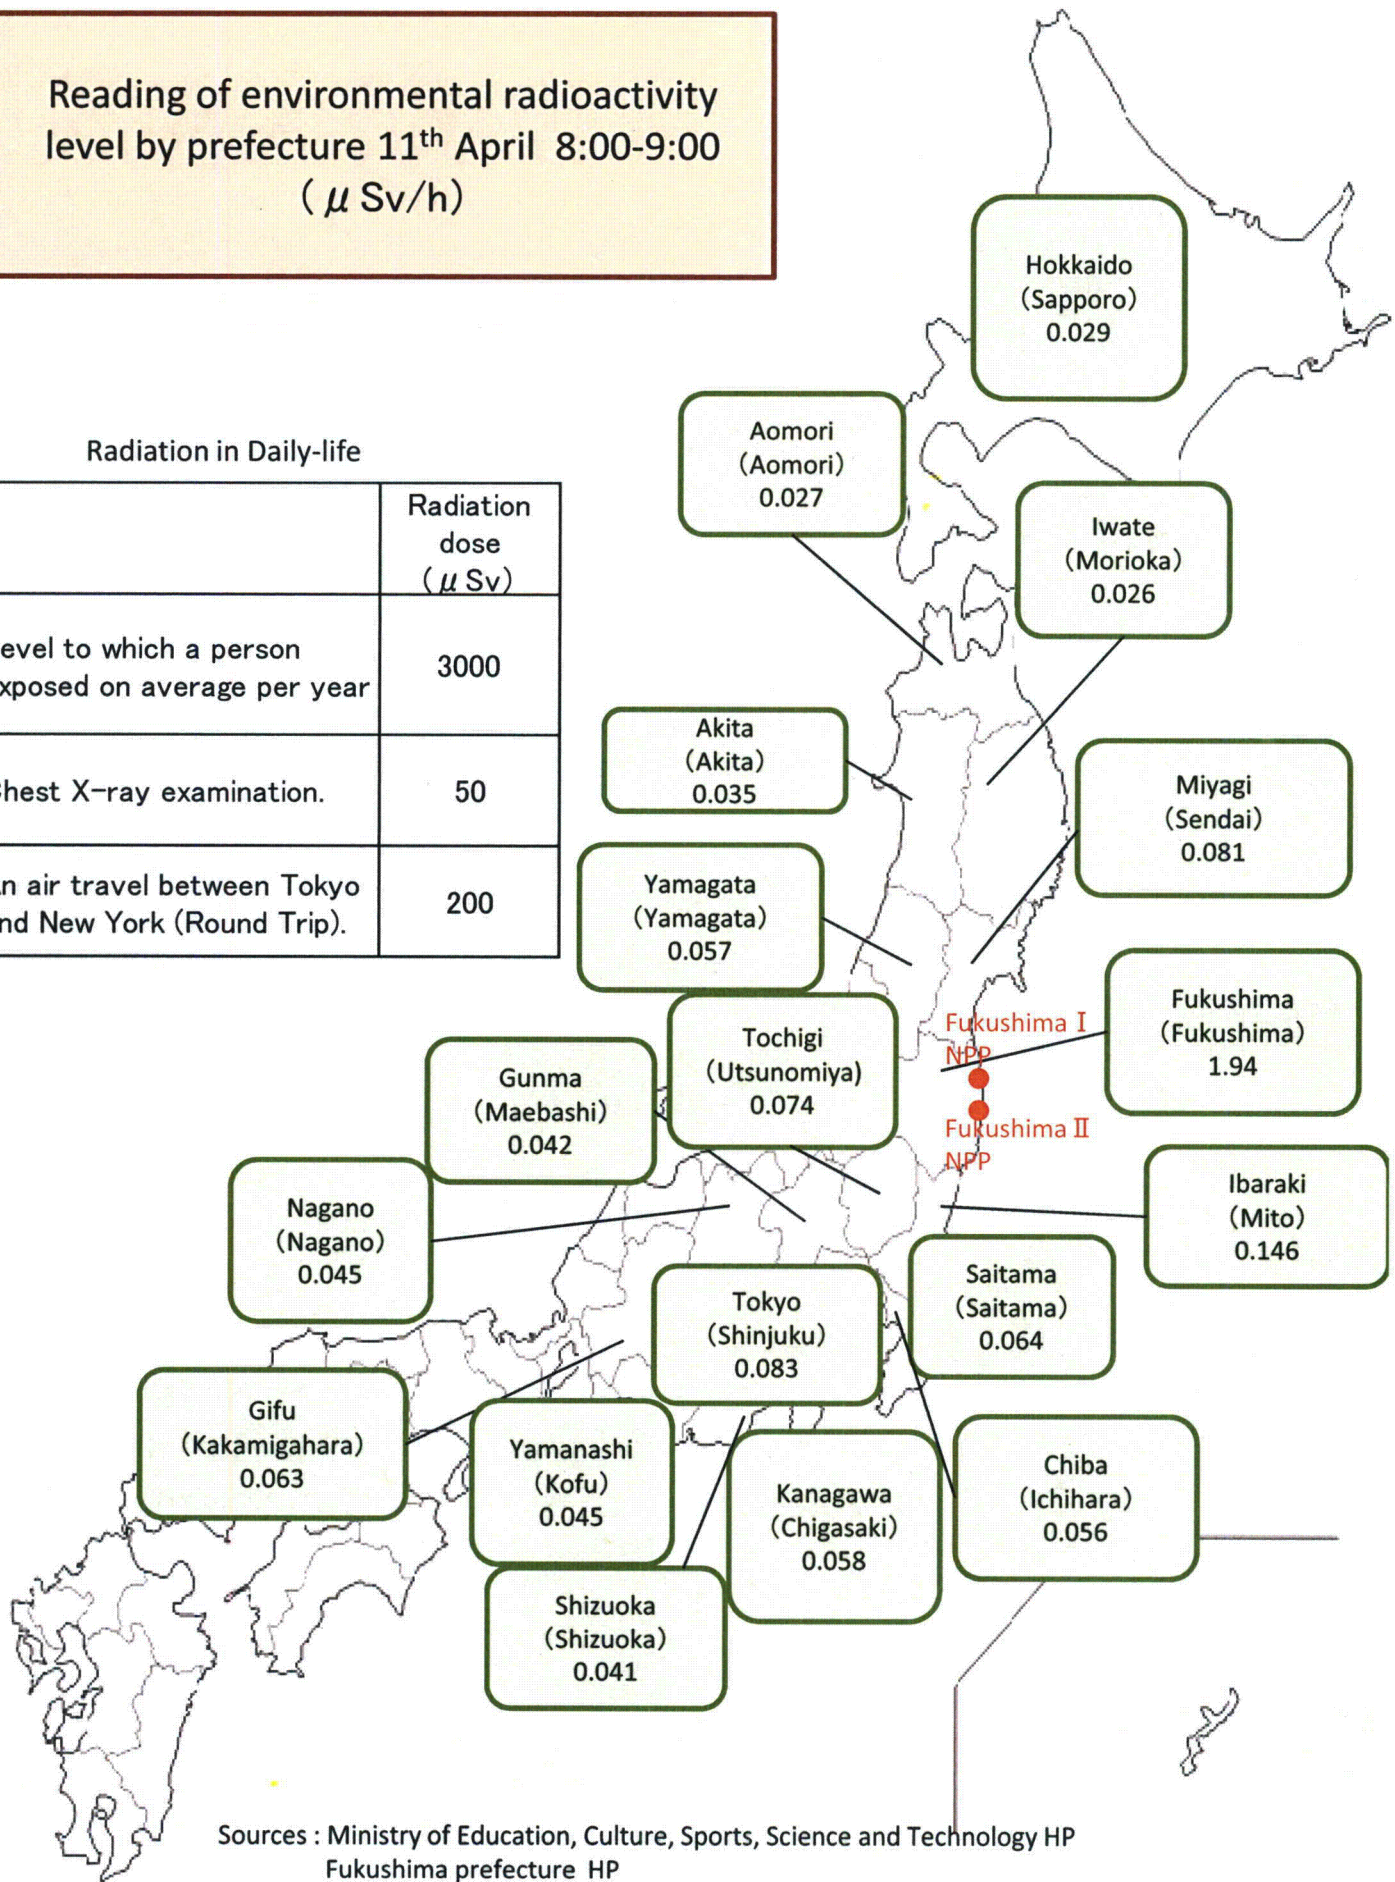 Reading of environmental radioactivity
level by prefecture 11th April 8:00-9:00
(μ Sv/h)
Hokkaido
(Sapporo)
0.029
Aomori
(Aomori)
0.027
Iwate
(Morioka)
0.026
Radiation in Daily-life
Radiation
dose
(μ Sv)
evel to which a person
xposed on average per year
3000
hest X-ray examination.
50
n air travel between Tokyo
nd New York (Round Trip).
200
Akita
(Akita)
0.035
Miyagi
(Sendai)
0.081
Yamagata
(Yamagata)
0.057
Fukushima
(Fukushima)
1.94
Fukushima Ⅰ
NPP
Fukushima Ⅱ
NPP
Tochigi
(Utsunomiya)
0.074
Gunma
(Maebashi)
0.042
Nagano
(Nagano)
0.045
Ibaraki
(Mito)
0.146
Saitama
(Saitama)
0.064
Tokyo
(Shinjuku)
0.083
Gifu
(Kakamigahara)
0.063
Yamanashi
(Kofu)
0.045
Kanagawa
(Chigasaki)
0.058
Chiba
(Ichihara)
0.056
Shizuoka
(Shizuoka)
0.041
Sources : Ministry of Education, Culture, Sports, Science and Technology HP
Fukushima prefecture HP